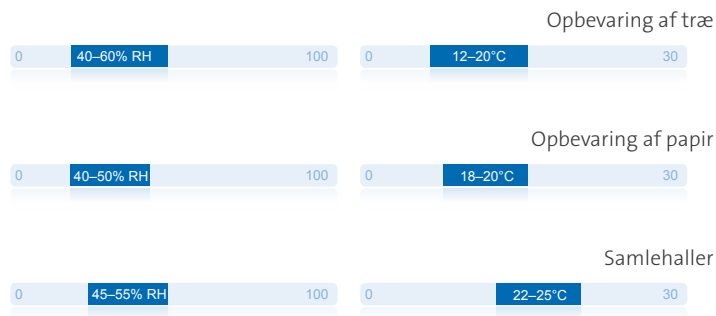 Opbevaring af træ
0 40–60% RH 100 0 12–20°C 30
Opbevaring af papir
0 40–50% RH 100 0 18–20°C 30
Samlehaller
0 45–55% RH 100 0 22–25°C 30